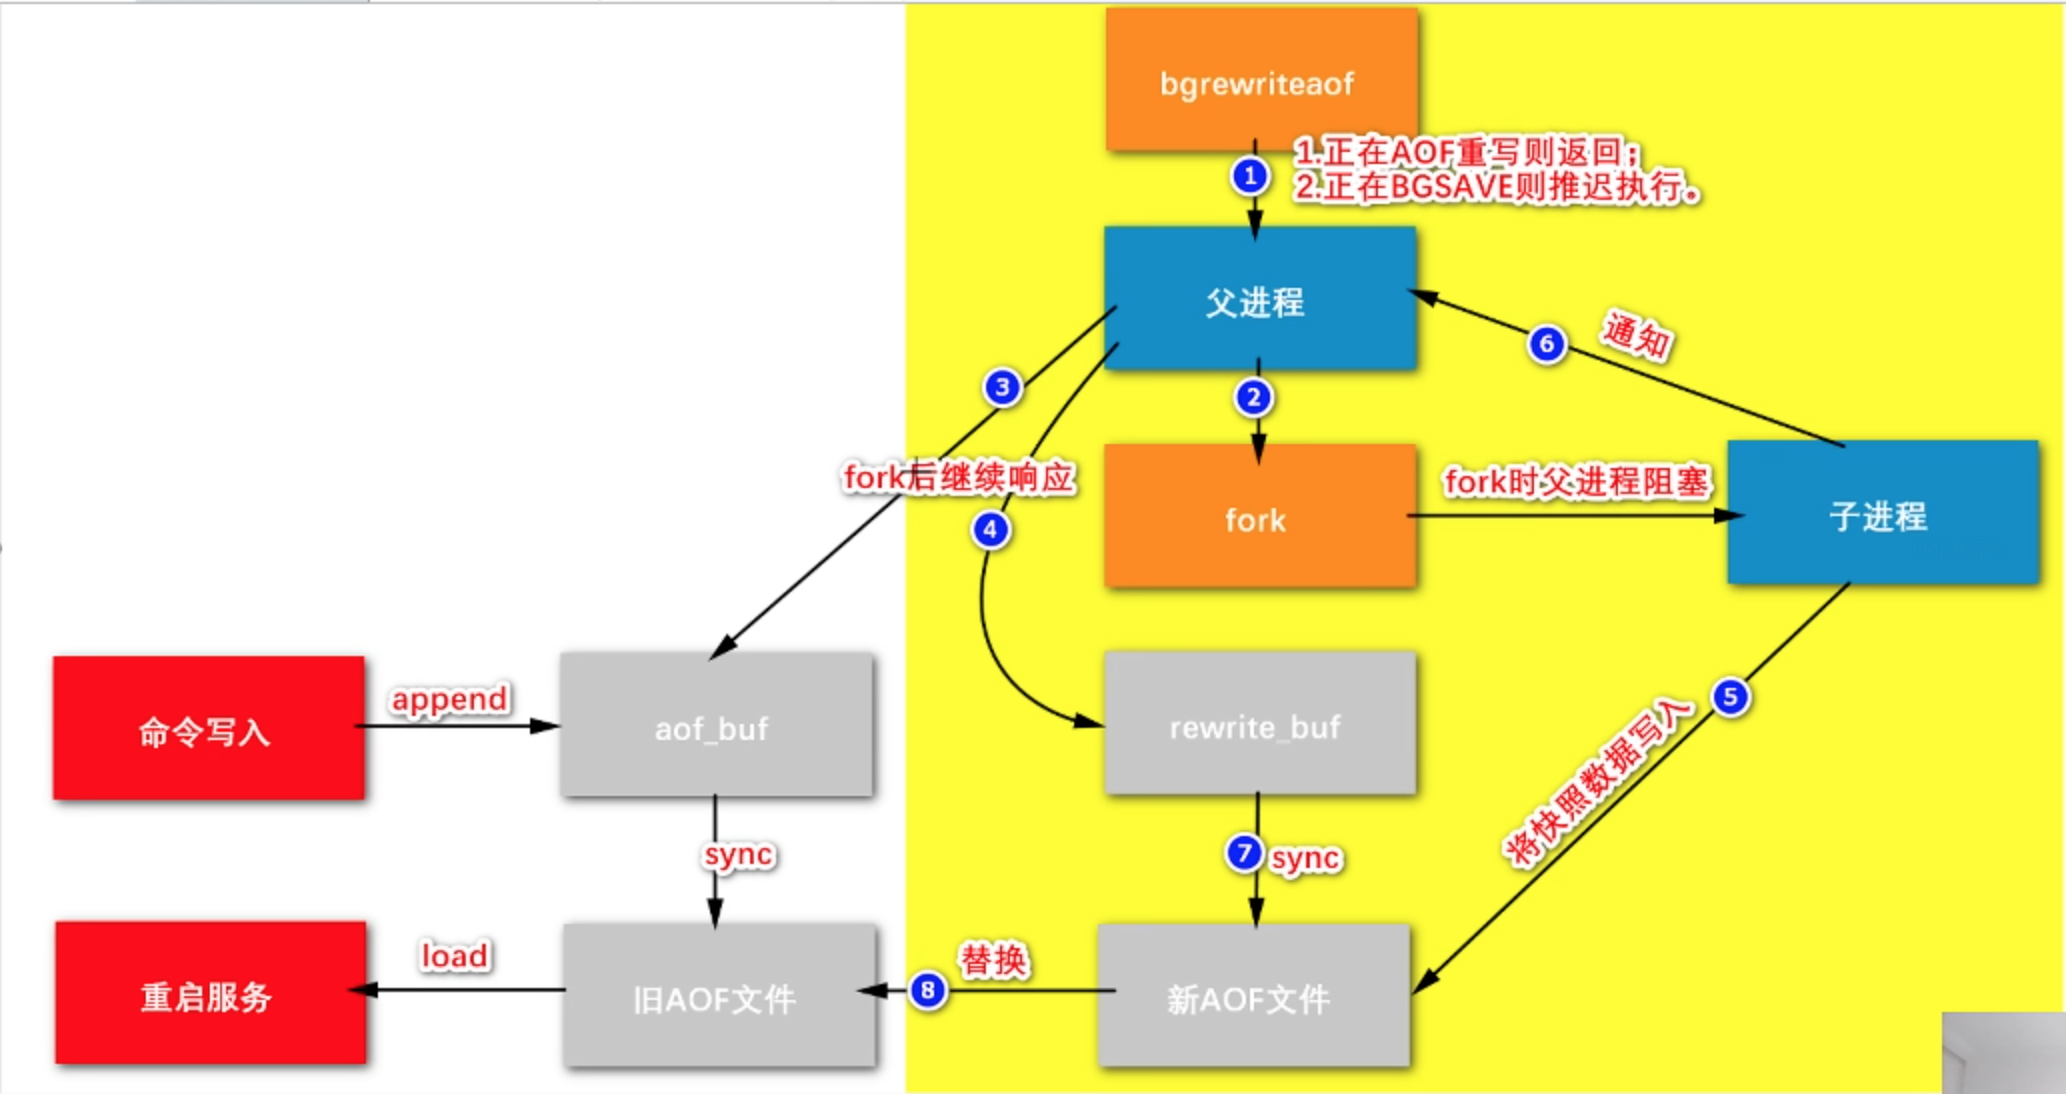 bgrewriteaof
1
1.正在AOF重写则返回；
2.正在BGSAVE则推迟执行。
父进程
6
通知
3
2
fork后继续响应
fork
fork时父进程阻塞
子进程
4
5
将快照数据写入
命令写入
append
aof_buf
rewrite_buf
sync
7
sync
重启服务
load
旧AOF文件
8
替换
新AOF文件